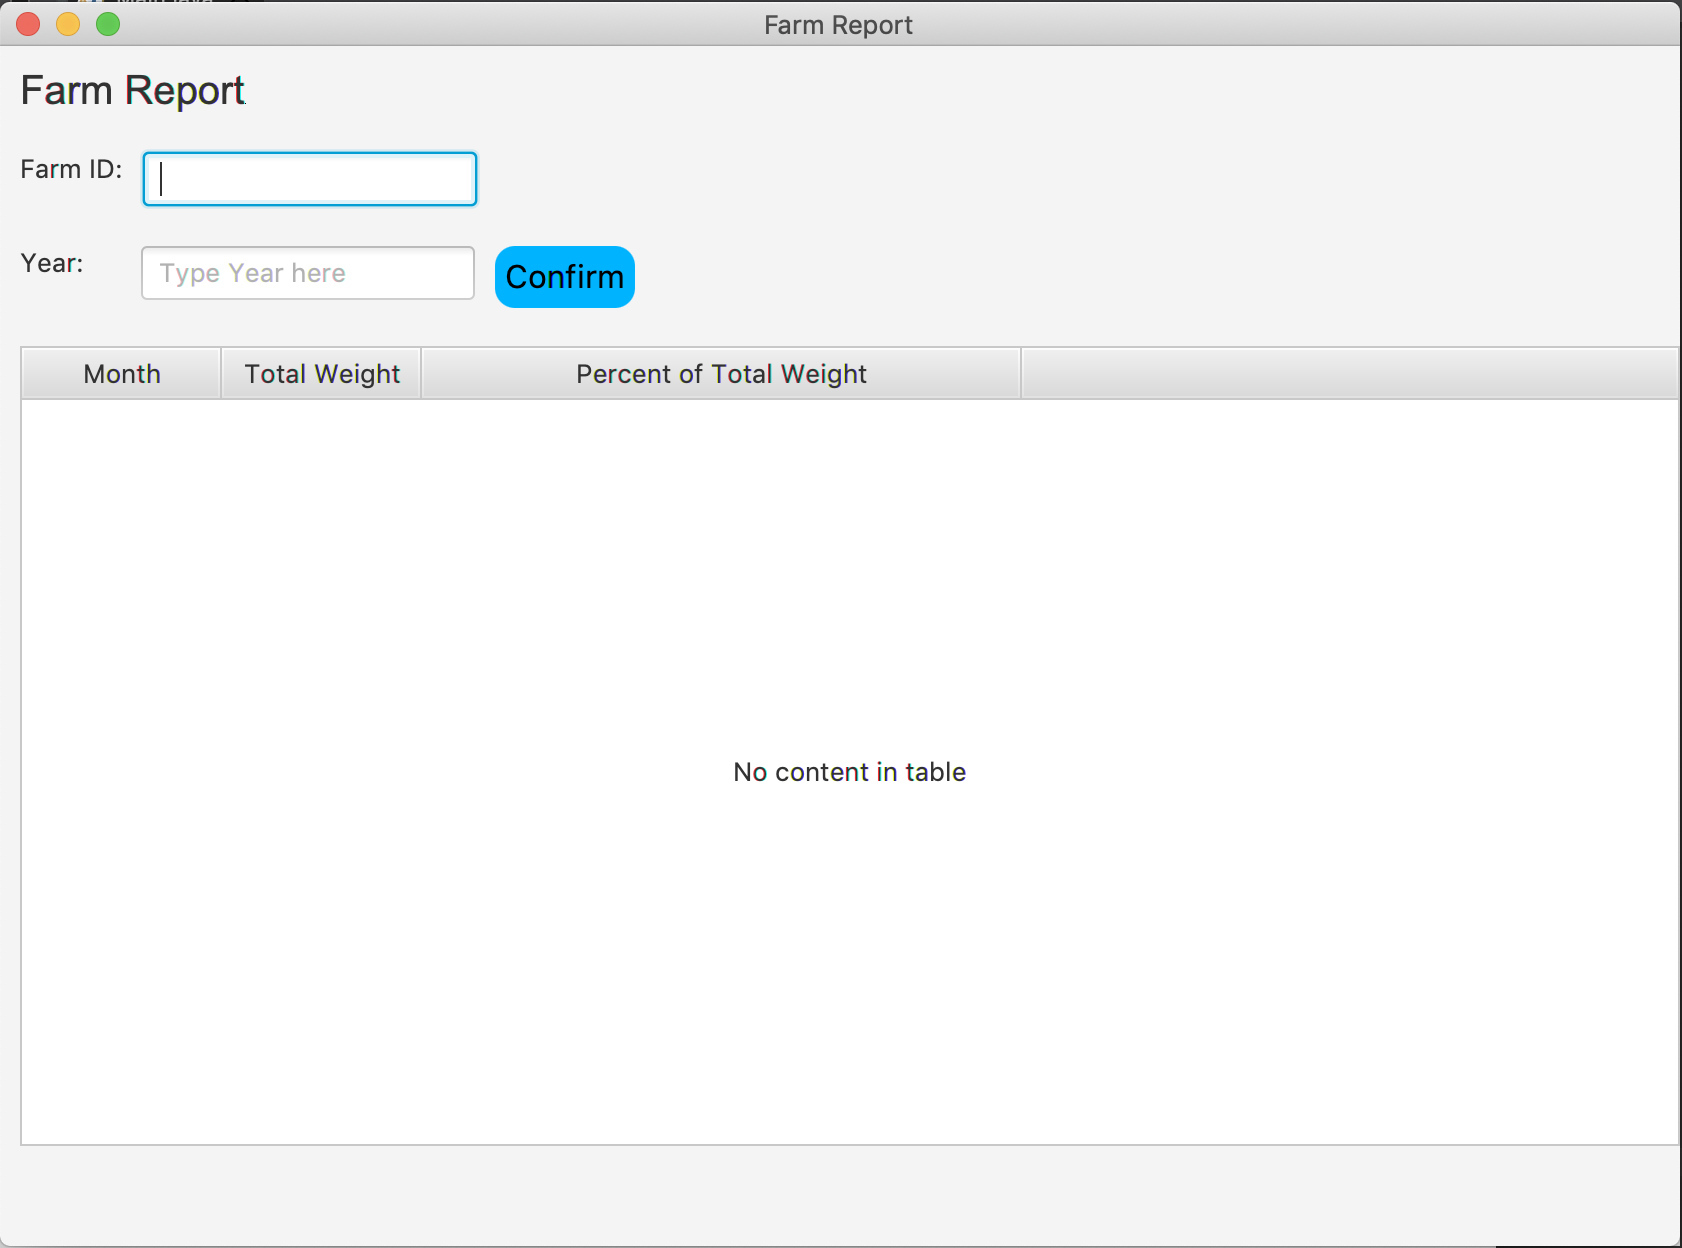 Farm Report
Farm Report
Farm ID:
Year: Type Year here Confirm
Month Total Weight Percent of Total Weight
No content in table